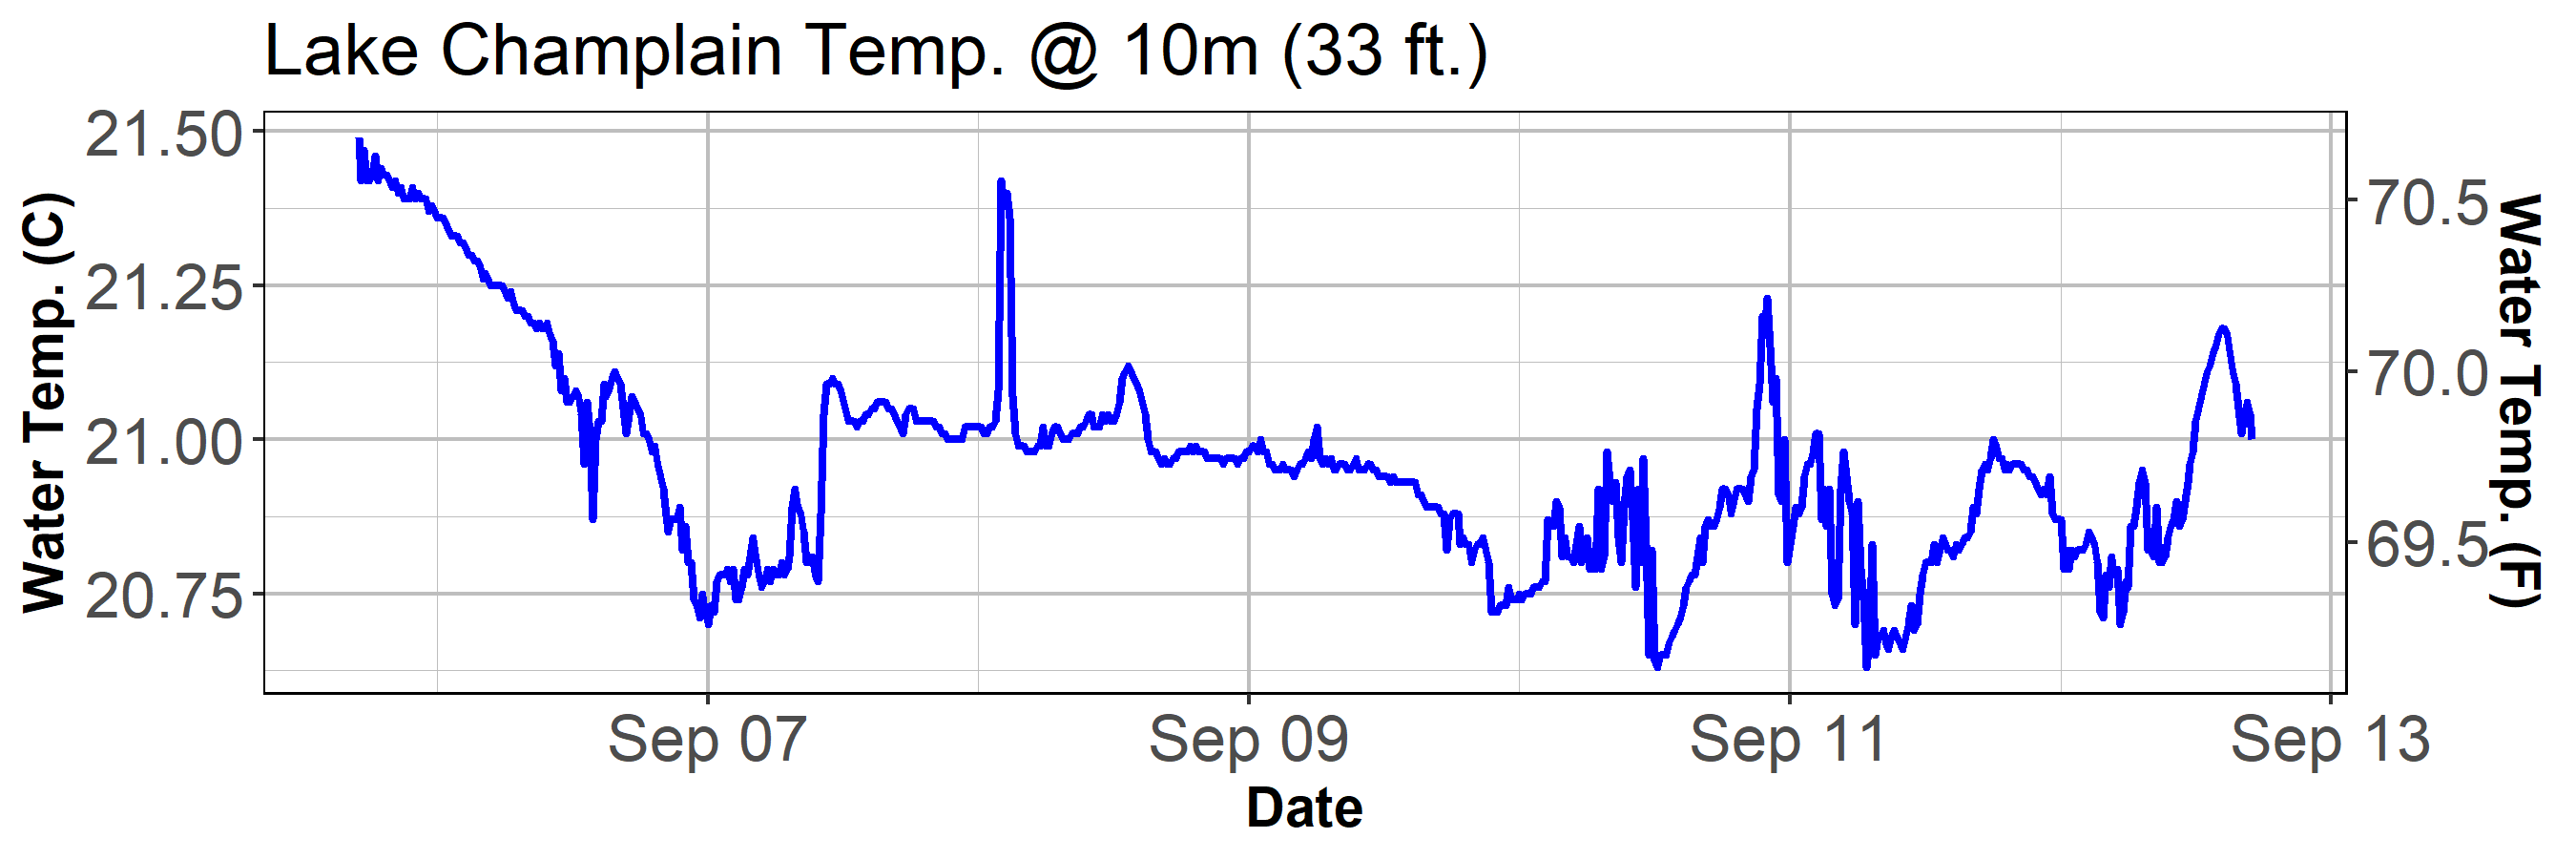 Lake Champlain Temp. @ 10m (33 ft.)
Water Temp. (C)
21.50
21.25
21.00
20.75
70.5
70.0
69.5
Water Temp. (F)
Sep 07
Sep 09
Sep 11
Sep 13
Date